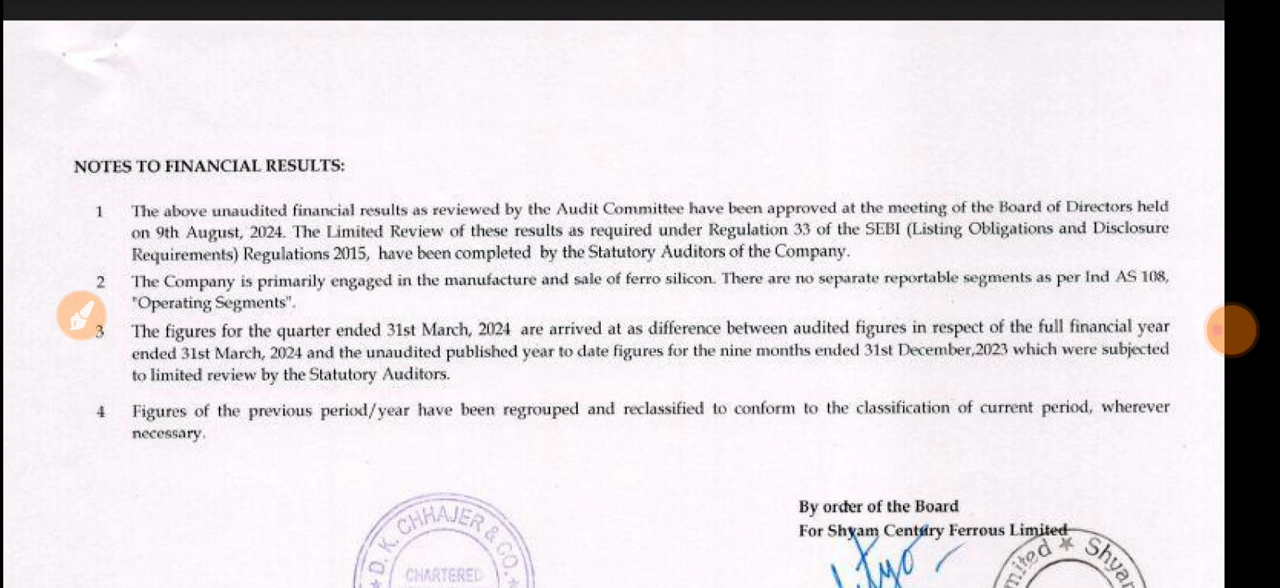 NOTES TO FINANCIAL RESULTS:
1 The above unaudited financial results as reviewed by the Audit Committee have been approved at the meeting of the Board of Directors held
on 9th August, 2024. The Limited Review of these results as required under Regulation 33 of the SEBI (Listing Obligations and Disclosure
Requirements) Regulations 2015, have been completed by the Statutory Auditors of the Company.
2 The Company is primarily engaged in the manufacture and sale of ferro silicon. There are no separate reportable segments as per Ind AS 108,
"Operating Segments".
3 The figures for the quarter ended 31st March, 2024 are arrived at as difference between audited figures in respect of the full financial year
ended 31st March, 2024 and the unaudited published year to date figures for the nine months ended 31st December,2023 which were subjected
to limited review by the Statutory Auditors.
4 Figures of the previous period/year have been regrouped and reclassified to conform to the classification of current period, wherever
necessary.
By order of the Board
For Shyam Century Ferrous Limited
* D. K. CHHAJER & CO. *
CHARTERED
mited * Shya